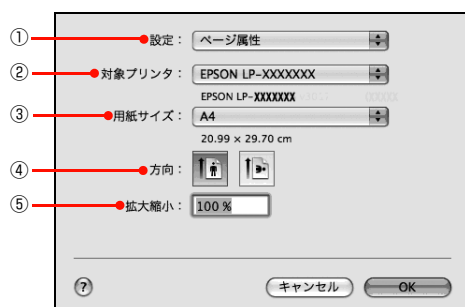 ① 設定： ページ属性
② 対象プリンタ： EPSON LP-XXXXXXX
EPSON LP-XXXXXXX
③ 用紙サイズ： A4
20.99 × 29.70 cm
④ 方向：
⑤ 拡大縮小： 100 %
? キャンセル OK